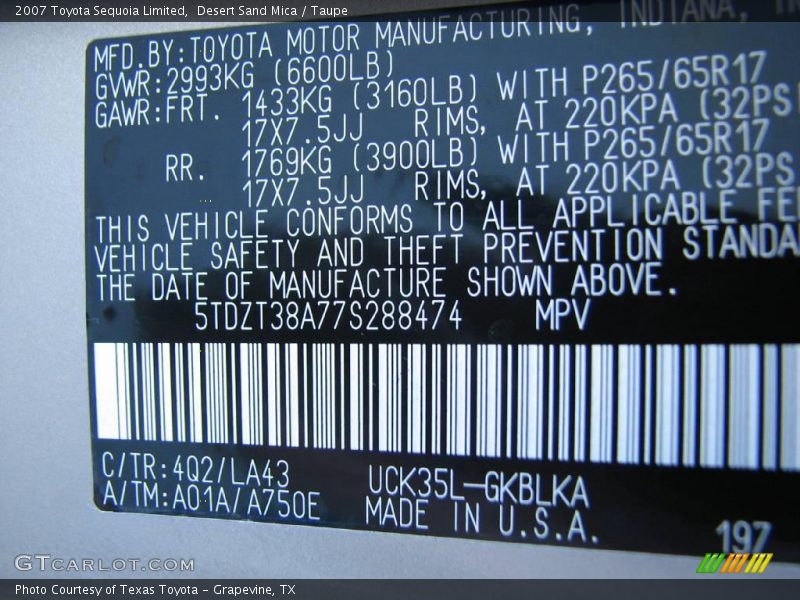 2007 Toyota Sequoia Limited, Desert Sand Mica / Taupe
MFD.BY:TOYOTA MOTOR MANUFACTURING, INDIANA,
GVWR:2993KG (6600LB)
GAWR:FRT. 1433KG (3160LB) WITH P265/65R17
17X7.5JJ RIMS, AT 220KPA (32PSI
RR. 1769KG (3900LB) WITH P265/65R17
17X7.5JJ RIMS, AT 220KPA (32PS
THIS VEHICLE CONFORMS TO ALL APPLICABLE FE
VEHICLE SAFETY AND THEFT PREVENTION STANDA
THE DATE OF MANUFACTURE SHOWN ABOVE.
5TDZT38A77S288474 MPV
C/TR:4Q2/LA43 UCK35L-GKBLKA
A/TM:A01A/A750E MADE IN U.S.A.
197
GTCARLOT.COM
Photo Courtesy of Texas Toyota - Grapevine, TX